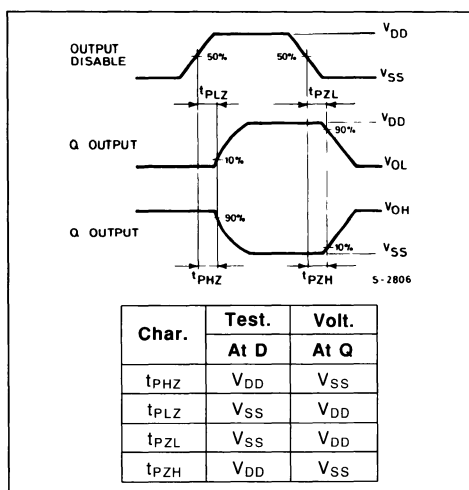 OUTPUT
DISABLE
50%
50%
VDD
VSS
tPLZ
tPZL
VDD
90%
Q OUTPUT
10%
VOL
VOH
90%
Q OUTPUT
10%
VSS
tPHZ
tPZH
S-2806
Char. Test. Volt.
At D At Q
tPHZ VDD VSS
tPLZ VSS VDD
tPZL VSS VDD
tPZH VDD VSS